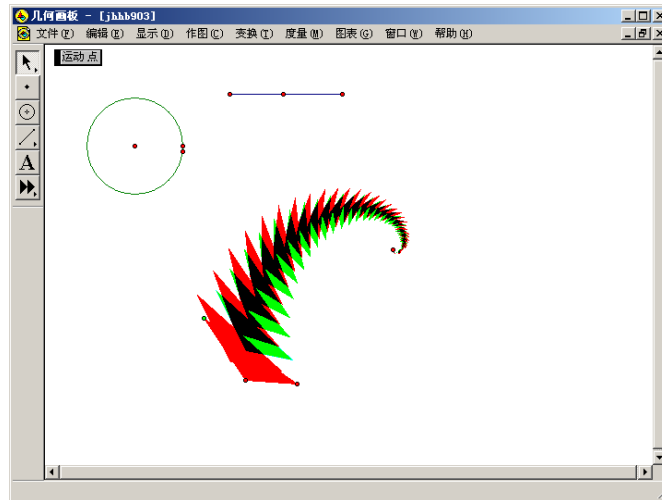 几何画板 - [jhhb903]
文件(F) 编辑(E) 显示(D) 作图(C) 变换(T) 度量(M) 图表(G) 窗口(W) 帮助(H)
运动点
A